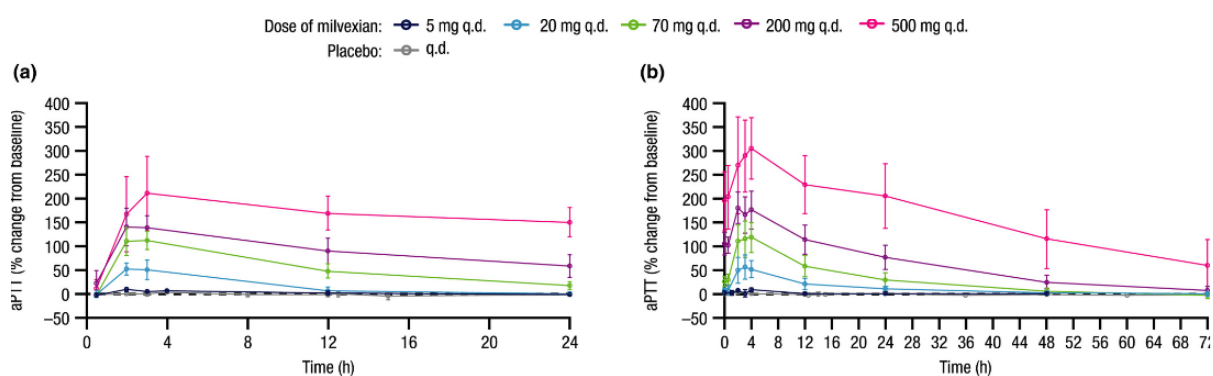 Dose of milvexian: 5 mg q.d. 20 mg q.d. 70 mg q.d. 200 mg q.d. 500 mg q.d.
Placebo: q.d.
(a)
aPTT (% change from baseline)
400
350
300
250
200
150
100
50
0
–50
0 4 8 12 16 20 24
Time (h)
(b)
aPTT (% change from baseline)
400
350
300
250
200
150
100
50
0
–50
0 4 8 12 16 20 24 28 32 36 40 44 48 52 56 60 64 68 72
Time (h)